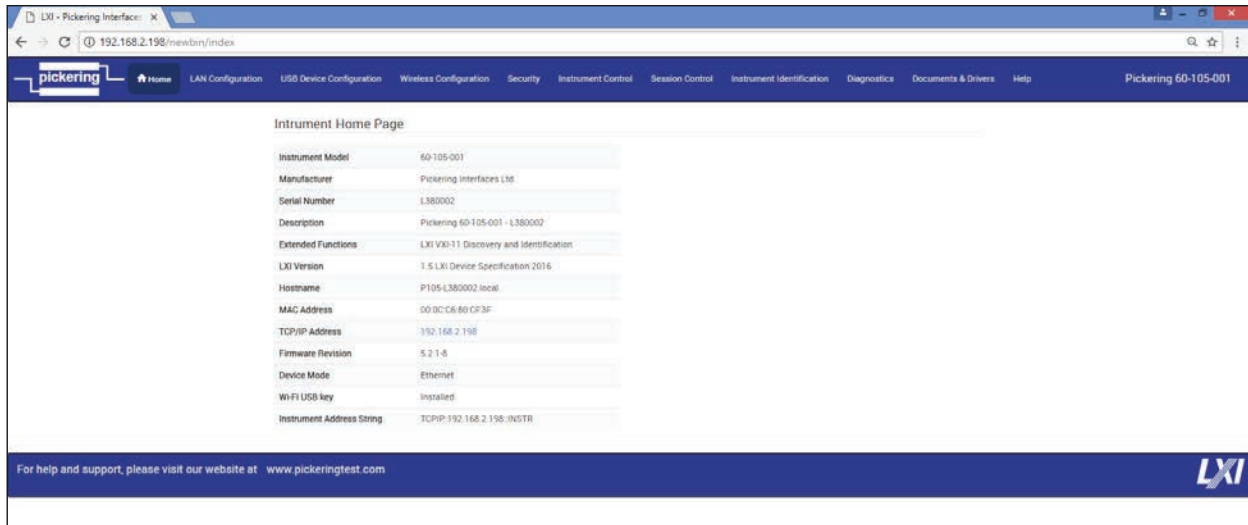 LXI - Pickering Interfaces
192.168.2.198/newbin/index
pickering Home LAN Configuration USB Device Configuration Wireless Configuration Security Instrument Control Session Control Instrument Identification Diagnostics Documents & Drivers Help Pickering 60-105-001
Intrument Home Page
Instrument Model 60-105-001
Manufacturer Pickering Interfaces Ltd.
Serial Number L380002
Description Pickering 60-105-001 - L380002
Extended Functions LXI VXI-11 Discovery and Identification
LXI Version 1.5 LXI Device Specification 2016
Hostname P105-L380002.local.
MAC Address 00:0C:C6:80:CF:3F
TCP/IP Address 192.168.2.198
Firmware Revision 5.2.1-8
Device Mode Ethernet
Wi-Fi USB key Installed
Instrument Address String TCPIP:192.168.2.198::INSTR
For help and support, please visit our website at www.pickeringtest.com
LXI